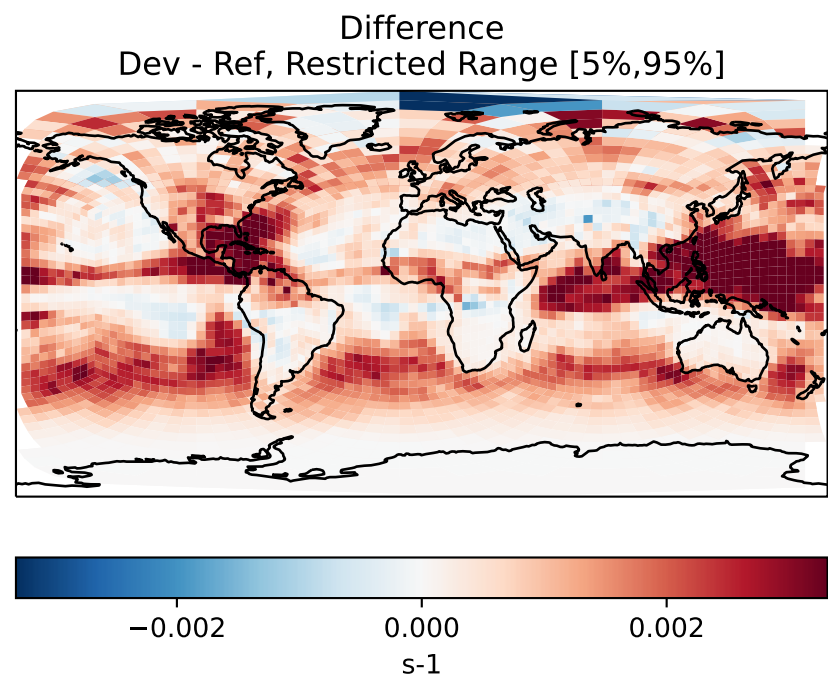 Difference
Dev - Ref, Restricted Range [5%,95%]
−0.002 0.000 0.002
s-1